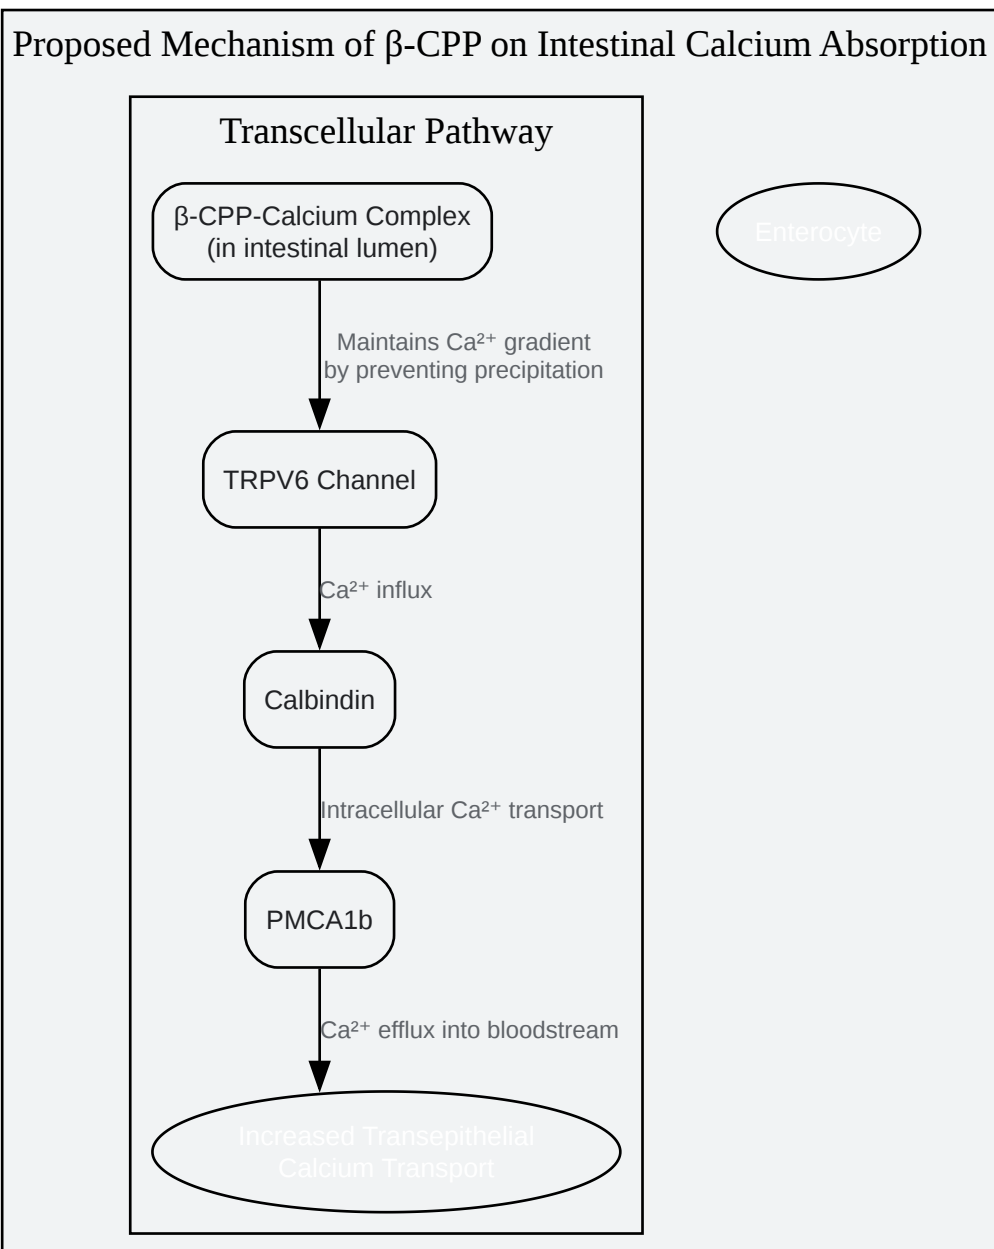 Proposed Mechanism of β-CPP on Intestinal Calcium Absorption
Transcellular Pathway
β-CPP-Calcium Complex
(in intestinal lumen)
Enterocyte
Maintains Ca²⁺ gradient
by preventing precipitation
TRPV6 Channel
Ca²⁺ influx
Calbindin
Intracellular Ca²⁺ transport
PMCA1b
Ca²⁺ efflux into bloodstream
Increased Transepithelial
Calcium Transport